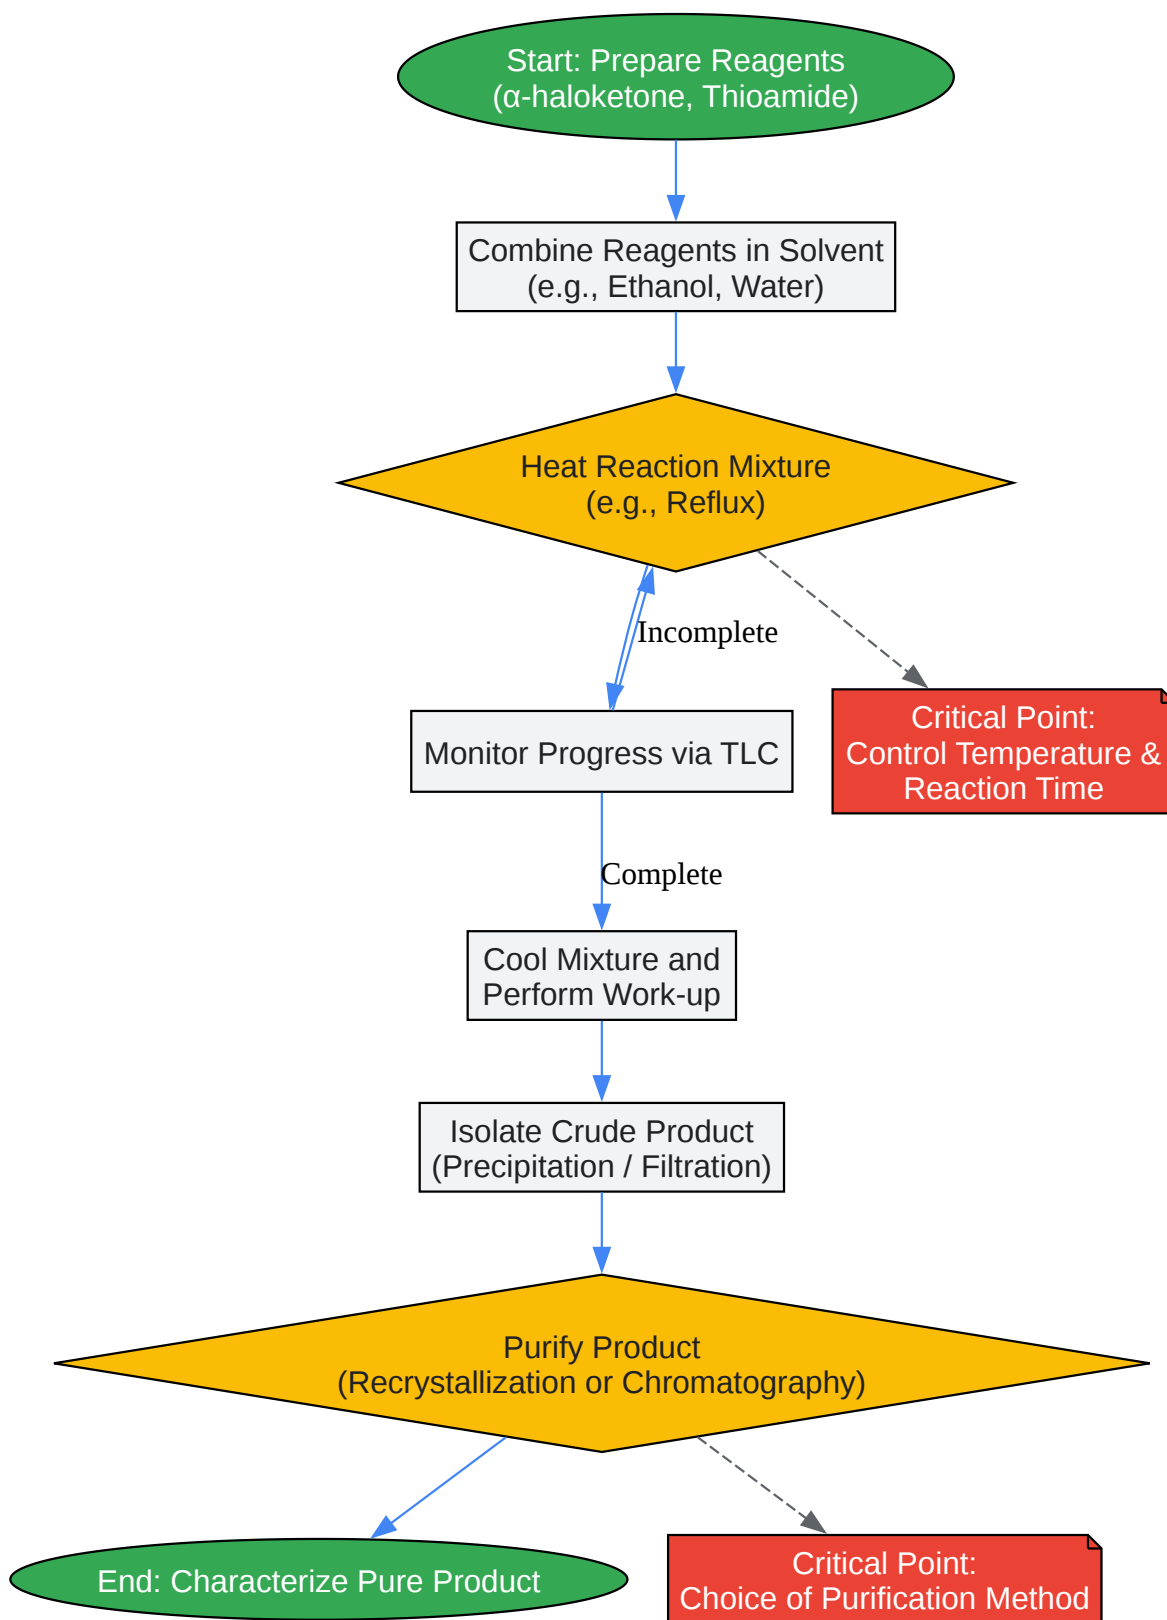 Start: Prepare Reagents
(α-haloketone, Thioamide)
Combine Reagents in Solvent
(e.g., Ethanol, Water)
Heat Reaction Mixture
(e.g., Reflux)
Incomplete
Monitor Progress via TLC
Critical Point:
Control Temperature &
Reaction Time
Complete
Cool Mixture and
Perform Work-up
Isolate Crude Product
(Precipitation / Filtration)
Purify Product
(Recrystallization or Chromatography)
End: Characterize Pure Product
Critical Point:
Choice of Purification Method